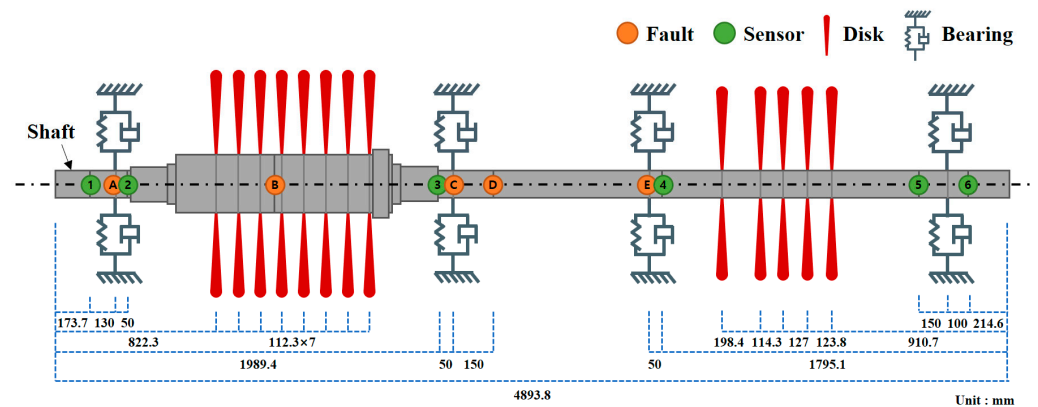 Fault Sensor Disk Bearing
Shaft
1 A 2 B 3 C D E 4 5 6
173.7 130 50 150 100 214.6
822.3 112.3×7 198.4 114.3 127 123.8 910.7
1989.4 50 150 50 1795.1
4893.8
Unit : mm